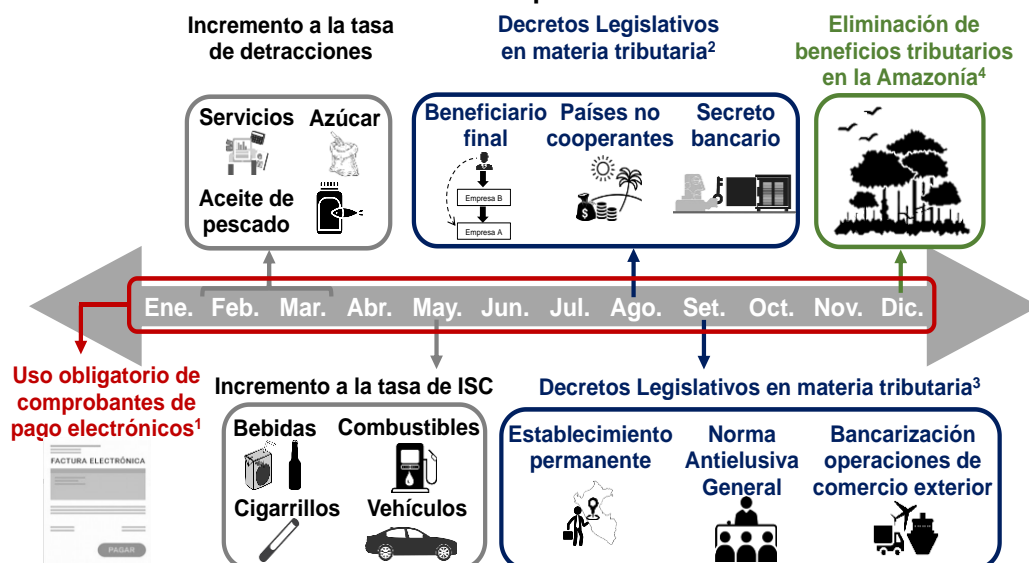 Incremento a la tasa
de detracciones
Servicios
Azúcar
Aceite de
pescado
Decretos Legislativos
en materia tributaria²
Beneficiario
final
Empresa B
Empresa A
Países no
cooperantes
$
Secreto
bancario
Eliminación de
beneficios tributarios
en la Amazonía⁴
Ene. Feb. Mar. Abr. May. Jun. Jul. Ago. Set. Oct. Nov. Dic.
Uso obligatorio de
comprobantes de
pago electrónicos¹
FACTURA ELECTRÓNICA
PAGAR
Incremento a la tasa de ISC
Bebidas
Combustibles
Cigarrillos
Vehículos
Decretos Legislativos en materia tributaria³
Establecimiento
permanente
Norma
Antielusiva
General
Bancarización
operaciones de
comercio exterior